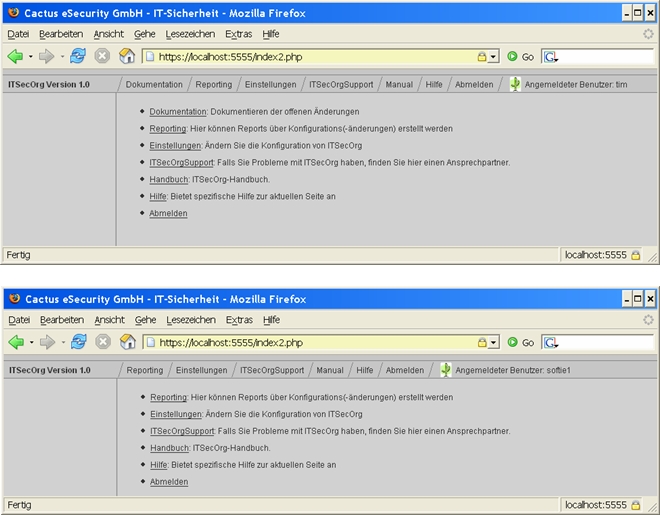 Cactus eSecurity GmbH - IT-Sicherheit - Mozilla Firefox
Datei Bearbeiten Ansicht Gehe Lesezeichen Extras Hilfe
https://localhost:5555/index2.php Go
ITSecOrg Version 1.0 Dokumentation Reporting Einstellungen ITSecOrgSupport Manual Hilfe Abmelden Angemeldeter Benutzer: tim
Dokumentation: Dokumentieren der offenen Änderungen
Reporting: Hier können Reports über Konfigurations(-änderungen) erstellt werden
Einstellungen: Ändern Sie die Konfiguration von ITSecOrg
ITSecOrgSupport: Falls Sie Probleme mit ITSecOrg haben, finden Sie hier einen Ansprechpartner.
Handbuch: ITSecOrg-Handbuch.
Hilfe: Bietet spezifische Hilfe zur aktuellen Seite an
Abmelden
Fertig localhost:5555
Cactus eSecurity GmbH - IT-Sicherheit - Mozilla Firefox
Datei Bearbeiten Ansicht Gehe Lesezeichen Extras Hilfe
https://localhost:5555/index2.php Go
ITSecOrg Version 1.0 Reporting Einstellungen ITSecOrgSupport Manual Hilfe Abmelden Angemeldeter Benutzer: softie1
Reporting: Hier können Reports über Konfigurations(-änderungen) erstellt werden
Einstellungen: Ändern Sie die Konfiguration von ITSecOrg
ITSecOrgSupport: Falls Sie Probleme mit ITSecOrg haben, finden Sie hier einen Ansprechpartner.
Handbuch: ITSecOrg-Handbuch.
Hilfe: Bietet spezifische Hilfe zur aktuellen Seite an
Abmelden
Fertig localhost:5555